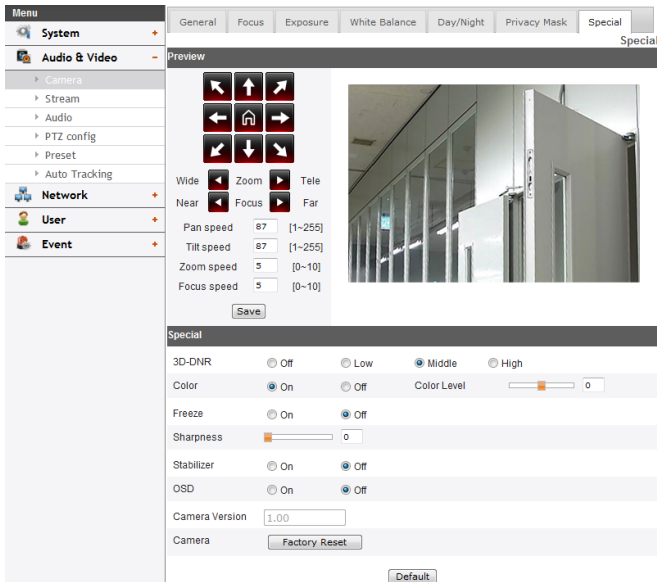 Menu
System +
Audio & Video -
Camera
Stream
Audio
PTZ config
Preset
Auto Tracking
Network +
User +
Event +
General Focus Exposure White Balance Day/Night Privacy Mask Special
Special
Preview
Wide Zoom Tele
Near Focus Far
Pan speed 87 [1~255]
Tilt speed 87 [1~255]
Zoom speed 5 [0~10]
Focus speed 5 [0~10]
Save
Special
3D-DNR Off Low Middle High
Color On Off Color Level 0
Freeze On Off
Sharpness 0
Stabilizer On Off
OSD On Off
Camera Version 1.00
Camera Factory Reset
Default